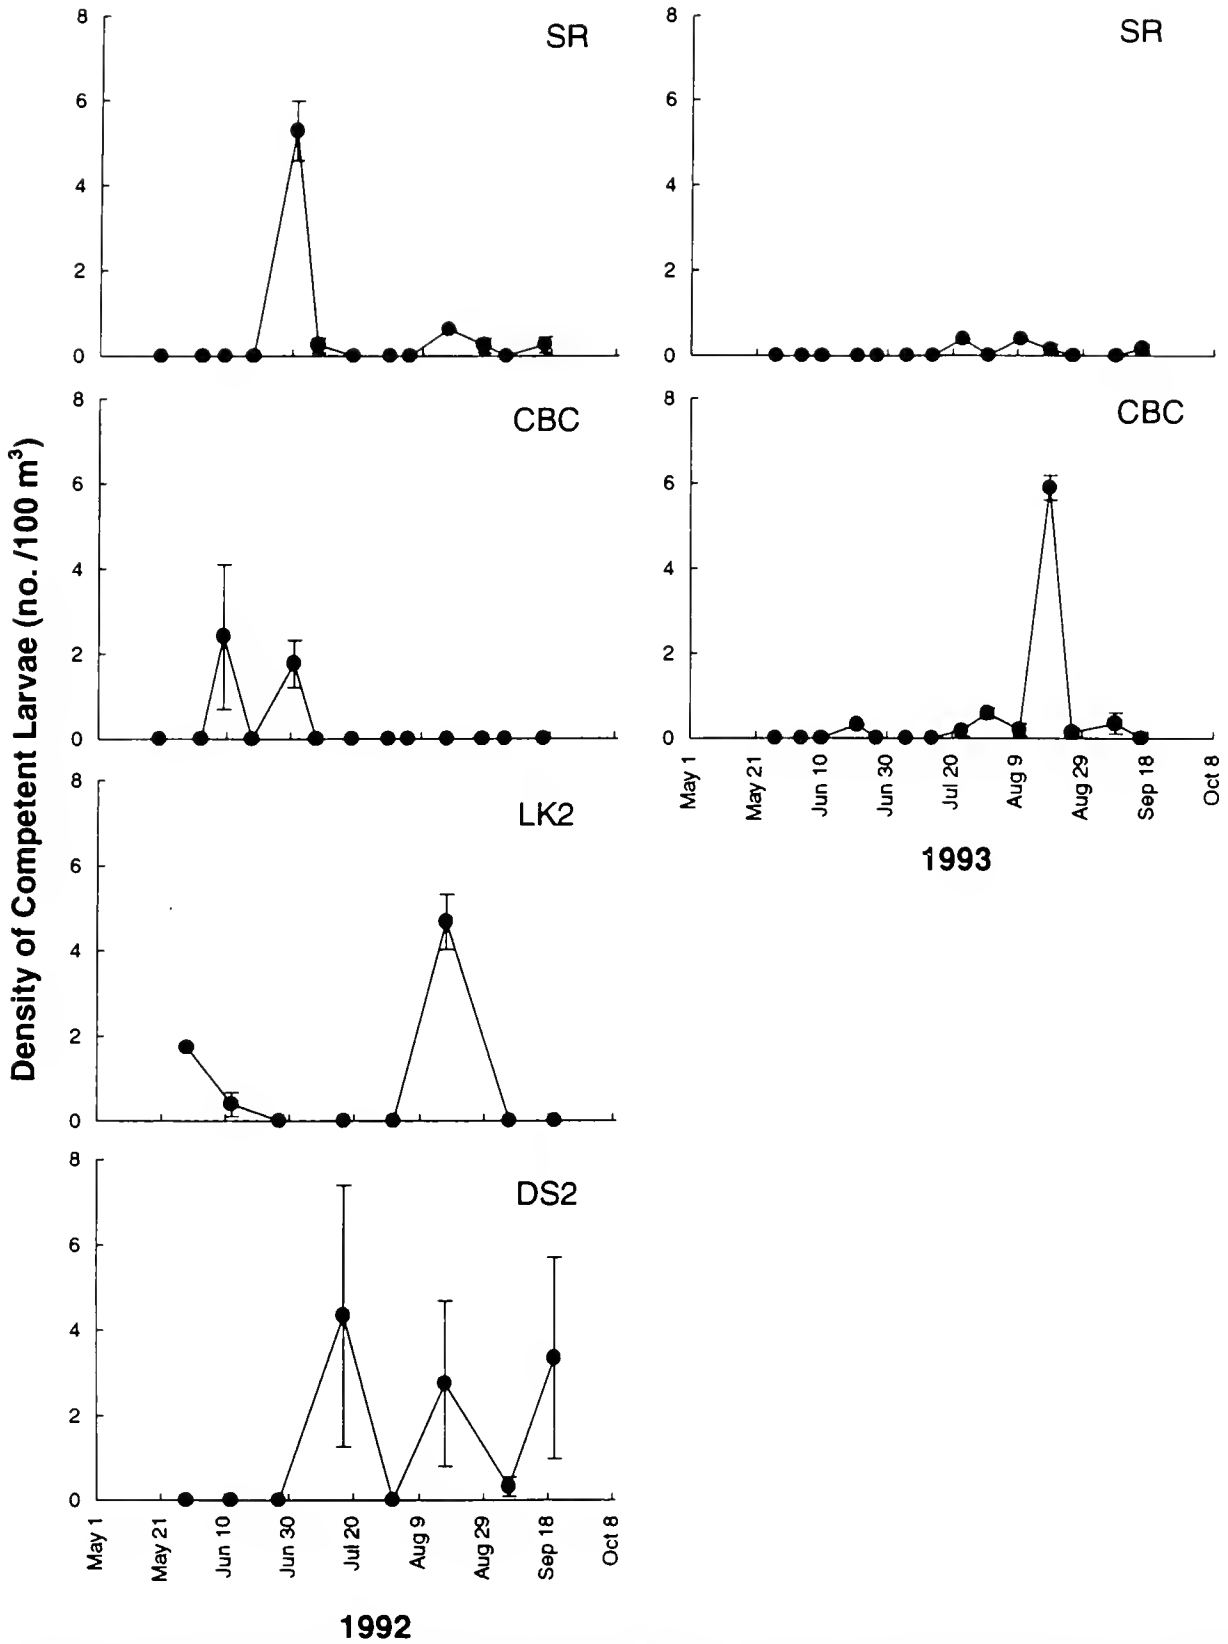 Density of Competent Larvae (no. /100 m³)
SR
8
6
4
2
0
CBC
8
6
4
2
0
LK2
8
6
4
2
0
DS2
8
6
4
2
0
May 1
May 21
Jun 10
Jun 30
Jul 20
Aug 9
Aug 29
Sep 18
Oct 8
1992
SR
8
6
4
2
0
CBC
8
6
4
2
0
May 1
May 21
Jun 10
Jun 30
Jul 20
Aug 9
Aug 29
Sep 18
Oct 8
1993